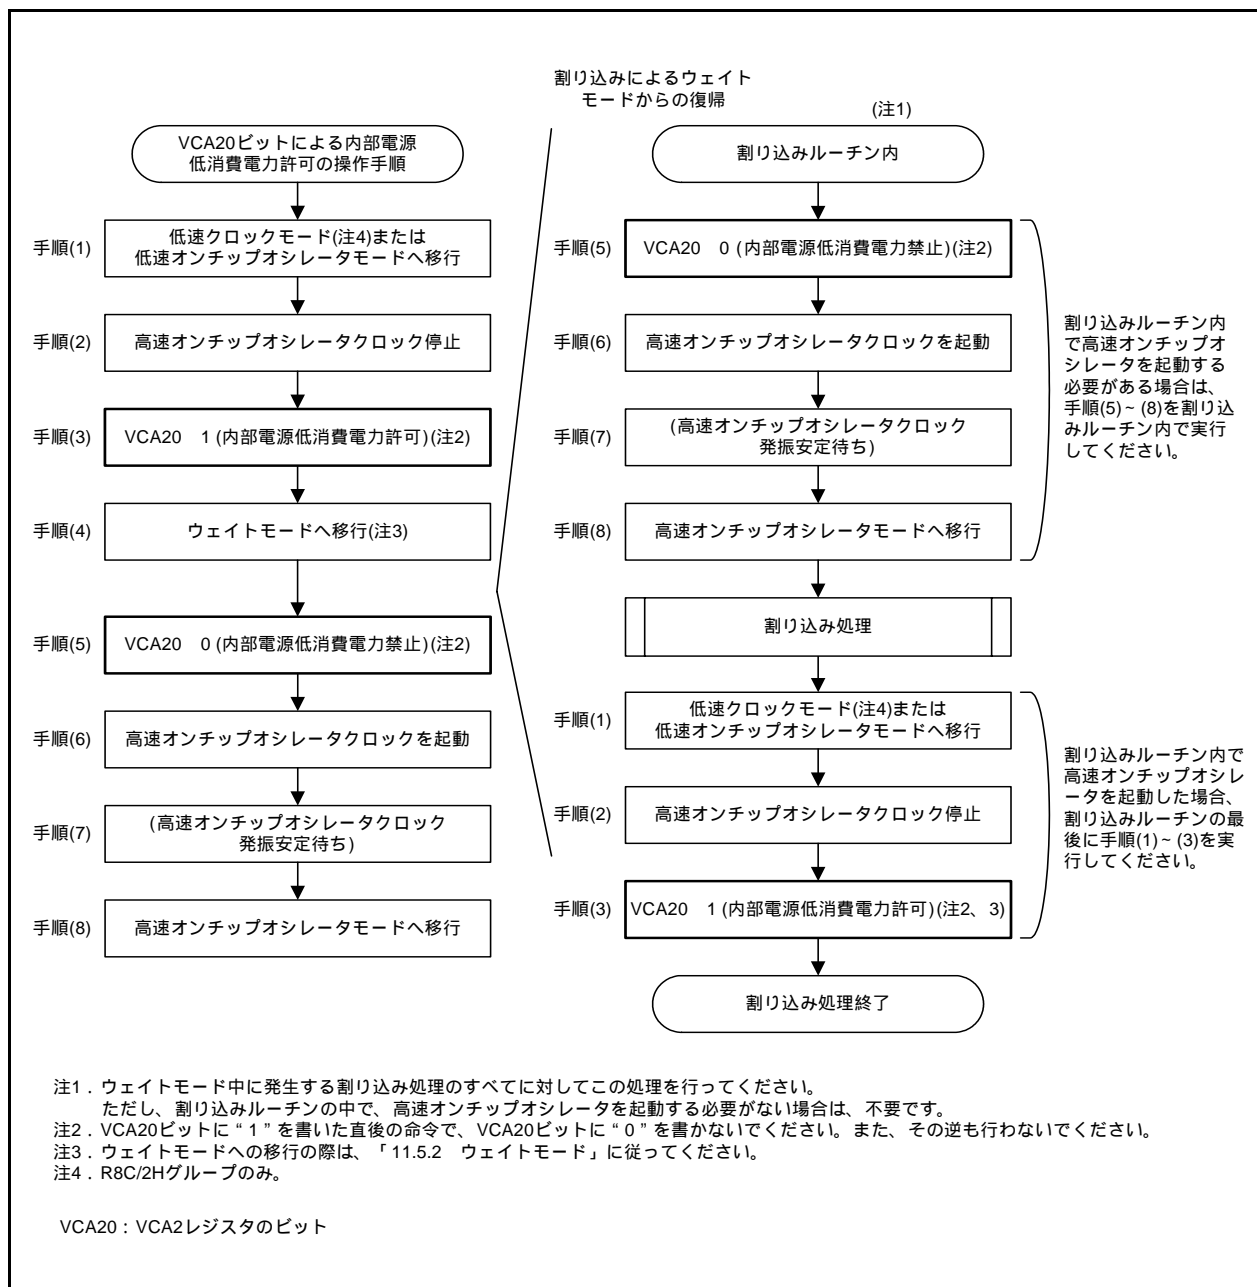 VCA20ビットによる内部電源
低消費電力許可の操作手順
手順(1)
低速クロックモード(注4)または
低速オンチップオシレータモードへ移行
手順(2)
高速オンチップオシレータクロック停止
手順(3)
VCA20　1 (内部電源低消費電力許可)(注2)
手順(4)
ウェイトモードへ移行(注3)
手順(5)
VCA20　0 (内部電源低消費電力禁止)(注2)
手順(6)
高速オンチップオシレータクロックを起動
手順(7)
(高速オンチップオシレータクロック
発振安定待ち)
手順(8)
高速オンチップオシレータモードへ移行
割り込みによるウェイト
モードからの復帰
(注1)
割り込みルーチン内
手順(5)
VCA20　0 (内部電源低消費電力禁止)(注2)
手順(6)
高速オンチップオシレータクロックを起動
手順(7)
(高速オンチップオシレータクロック
発振安定待ち)
手順(8)
高速オンチップオシレータモードへ移行
割り込みルーチン内
で高速オンチップオ
シレータを起動する
必要がある場合は、
手順(5)~ (8)を割り込
みルーチン内で実行
してください。
割り込み処理
手順(1)
低速クロックモード(注4)または
低速オンチップオシレータモードへ移行
手順(2)
高速オンチップオシレータクロック停止
手順(3)
VCA20　1 (内部電源低消費電力許可)(注2、3)
割り込みルーチン内で
高速オンチップオシレ
ータを起動した場合、
割り込みルーチンの最
後に手順(1)~ (3)を実
行してください。
割り込み処理終了
注1．ウェイトモード中に発生する割り込み処理のすべてに対してこの処理を行ってください。
ただし、割り込みルーチンの中で、高速オンチップオシレータを起動する必要がない場合は、不要です。
注2．VCA20ビットに“1”を書いた直後の命令で、VCA20ビットに“0”を書かないでください。また、その逆も行わないでください。
注3．ウェイトモードへの移行の際は、「11.5.2　ウェイトモード」に従ってください。
注4．R8C/2Hグループのみ。
VCA20：VCA2レジスタのビット